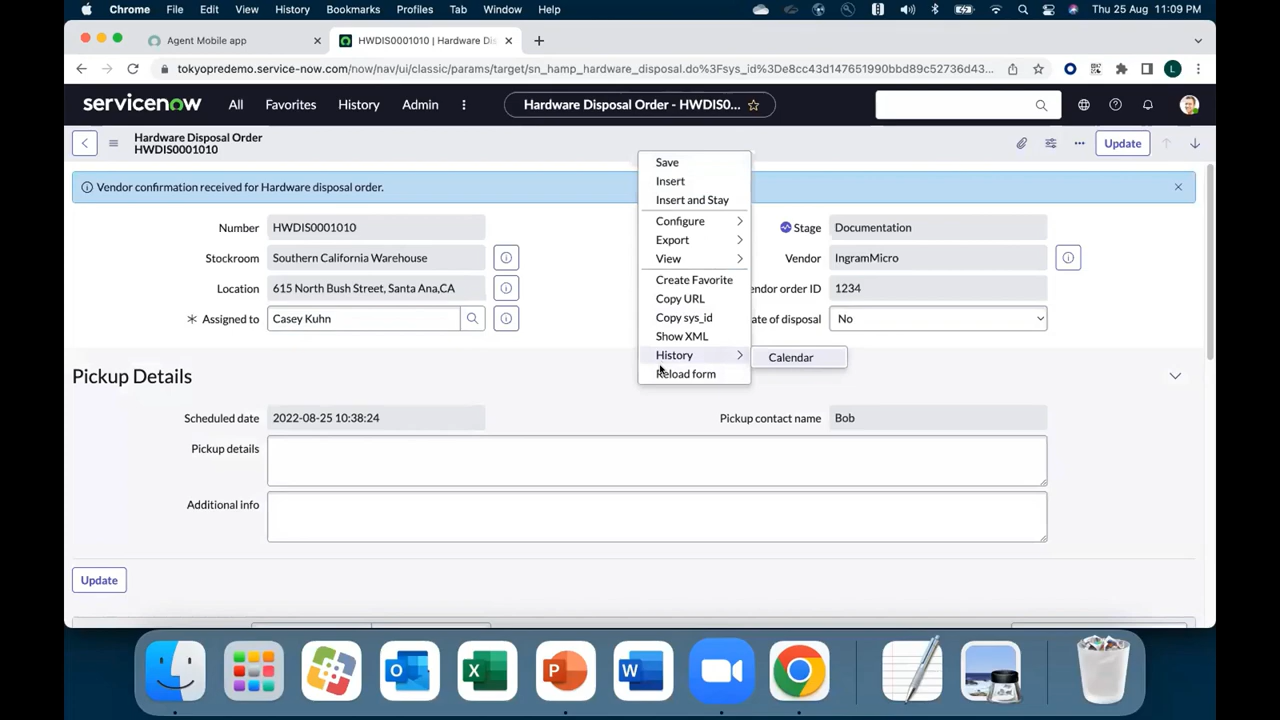 Chrome File Edit View History Bookmarks Profiles Tab Window Help Thu 25 Aug 11:09 PM
Agent Mobile app HWDIS0001010 | Hardware Dis
tokyopredemo.service-now.com/now/nav/ui/classic/params/target/sn_hamp_hardware_disposal.do%3Fsys_id%3De8cc43d147651990bbd89c52736d43... L
servicenow All Favorites History Admin Hardware Disposal Order - HWDIS0...
Hardware Disposal Order
HWDIS0001010
Update
Vendor confirmation received for Hardware disposal order.
Save
Insert
Insert and Stay
Configure
Export
View
Create Favorite
Copy URL
Copy sys_id
Show XML
History
Calendar
Reload form
Number HWDIS0001010
Stockroom Southern California Warehouse
Location 615 North Bush Street, Santa Ana,CA
Assigned to Casey Kuhn
Stage Documentation
Vendor IngramMicro
endor order ID 1234
ate of disposal No
Pickup Details
Scheduled date 2022-08-25 10:38:24
Pickup contact name Bob
Pickup details
Additional info
Update